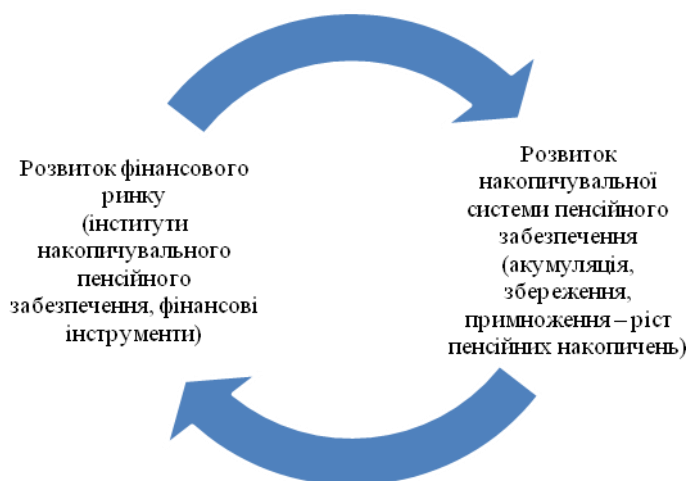 Розвиток фінансового
ринку
(інститути
накопичувального
пенсійного
забезпечення, фінансові
інструменти)
Розвиток
накопичувальної
системи пенсійного
забезпечення
(акумуляція,
збереження,
примноження – ріст
пенсійних накопичень)